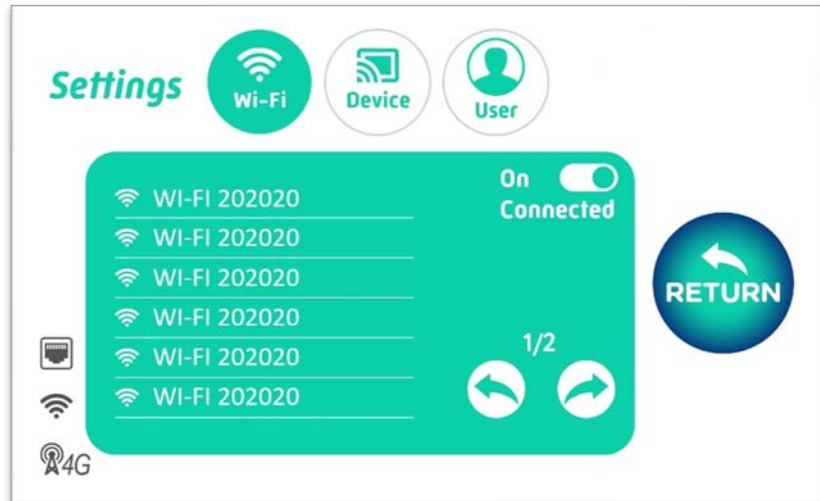 Settings
Wi-Fi
Device
User
On
Connected
WI-FI 202020
WI-FI 202020
WI-FI 202020
WI-FI 202020
WI-FI 202020
WI-FI 202020
1/2
RETURN
4G